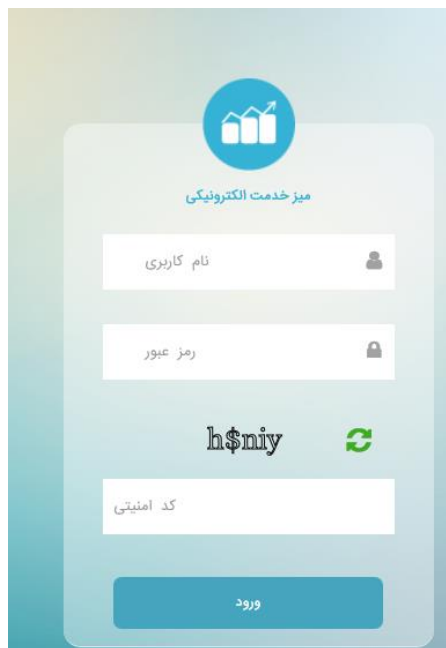 میز خدمت الکترونیکی
نام کاربری
رمز عبور
h$niy
کد امنیتی
ورود